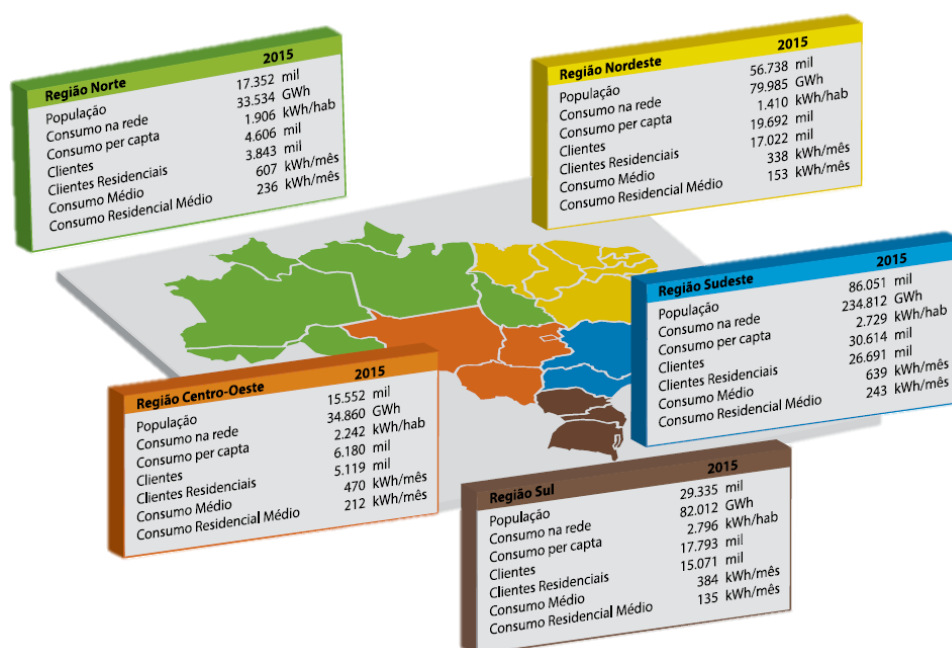 Região Norte 2015
População 17.352 mil
Consumo na rede 33.534 GWh
Consumo per capta 1.906 kWh/hab
Clientes 4.606 mil
Clientes Residenciais 3.843 mil
Consumo Médio 607 kWh/mês
Consumo Residencial Médio 236 kWh/mês
Região Nordeste 2015
População 56.738 mil
Consumo na rede 79.985 GWh
Consumo per capta 1.410 kWh/hab
Clientes 19.692 mil
Clientes Residenciais 17.022 mil
Consumo Médio 338 kWh/mês
Consumo Residencial Médio 153 kWh/mês
Região Sudeste 2015
População 86.051 mil
Consumo na rede 234.812 GWh
Consumo per capta 2.729 kWh/hab
Clientes 30.614 mil
Clientes Residenciais 26.691 mil
Consumo Médio 639 kWh/mês
Consumo Residencial Médio 243 kWh/mês
Região Centro-Oeste 2015
População 15.552 mil
Consumo na rede 34.860 GWh
Consumo per capta 2.242 kWh/hab
Clientes 6.180 mil
Clientes Residenciais 5.119 mil
Consumo Médio 470 kWh/mês
Consumo Residencial Médio 212 kWh/mês
Região Sul 2015
População 29.335 mil
Consumo na rede 82.012 GWh
Consumo per capta 2.796 kWh/hab
Clientes 17.793 mil
Clientes Residenciais 15.071 mil
Consumo Médio 384 kWh/mês
Consumo Residencial Médio 135 kWh/mês